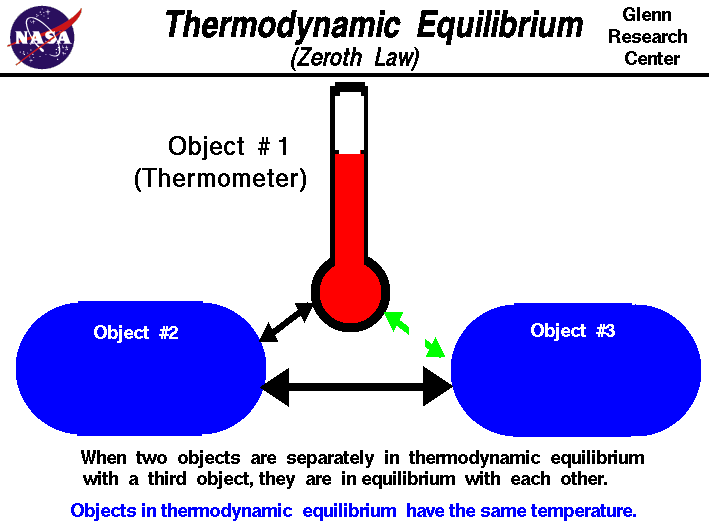 NASA
Thermodynamic Equilibrium
(Zeroth Law)
Glenn
Research
Center
Object # 1
(Thermometer)
Object #2
Object #3
When two objects are separately in thermodynamic equilibrium
with a third object, they are in equilibrium with each other.
Objects in thermodynamic equilibrium have the same temperature.